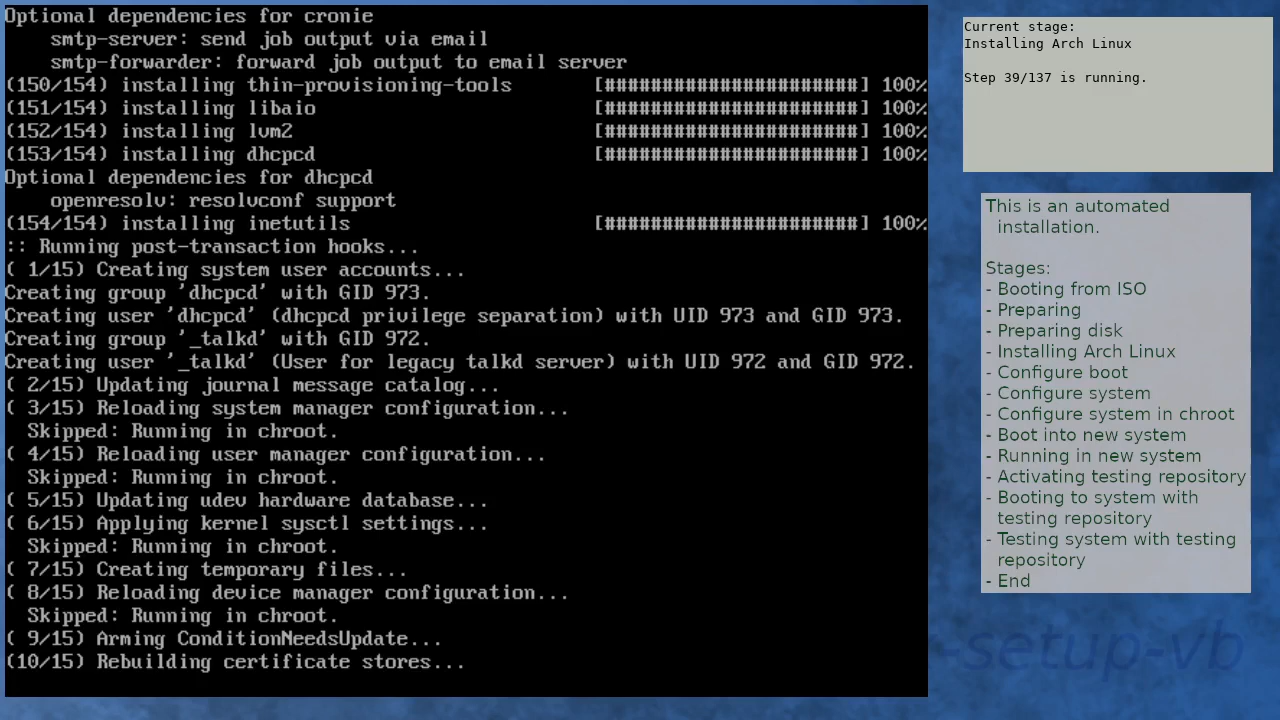 Optional dependencies for cronie
    smtp-server: send job output via email
    smtp-forwarder: forward job output to email server
(150/154) installing thin-provisioning-tools       [######################] 100%
(151/154) installing libaio                        [######################] 100%
(152/154) installing lvm2                          [######################] 100%
(153/154) installing dhcpcd                        [######################] 100%
Optional dependencies for dhcpcd
    openresolv: resolvconf support
(154/154) installing inetutils                     [######################] 100%
:: Running post-transaction hooks...
( 1/15) Creating system user accounts...
Creating group 'dhcpcd' with GID 973.
Creating user 'dhcpcd' (dhcpcd privilege separation) with UID 973 and GID 973.
Creating group '_talkd' with GID 972.
Creating user '_talkd' (User for legacy talkd server) with UID 972 and GID 972.
( 2/15) Updating journal message catalog...
( 3/15) Reloading system manager configuration...
  Skipped: Running in chroot.
( 4/15) Reloading user manager configuration...
  Skipped: Running in chroot.
( 5/15) Updating udev hardware database...
( 6/15) Applying kernel sysctl settings...
  Skipped: Running in chroot.
( 7/15) Creating temporary files...
( 8/15) Reloading device manager configuration...
  Skipped: Running in chroot.
( 9/15) Arming ConditionNeedsUpdate...
(10/15) Rebuilding certificate stores...
Current stage:
Installing Arch Linux
Step 39/137 is running.
This is an automated
installation.
Stages:
- Booting from ISO
- Preparing
- Preparing disk
- Installing Arch Linux
- Configure boot
- Configure system
- Configure system in chroot
- Boot into new system
- Running in new system
- Activating testing repository
- Booting to system with
testing repository
- Testing system with testing
repository
- End
-setup-vb